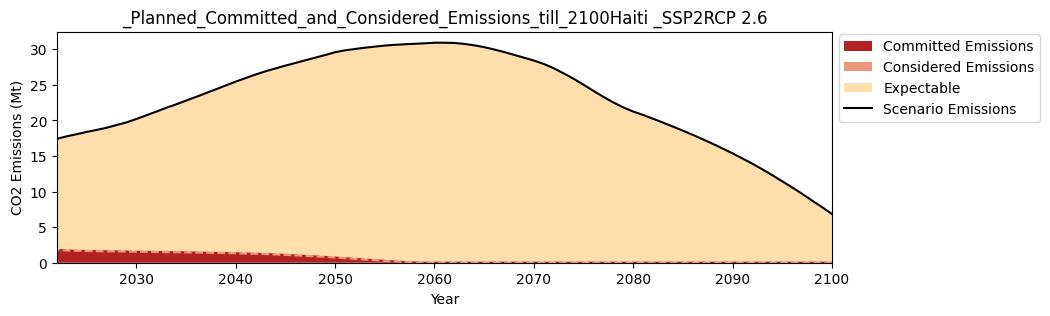 _Planned_Committed_and_Considered_Emissions_till_2100Haiti _SSP2RCP 2.6
CO2 Emissions (Mt)
30
25
20
15
10
5
0
2030 2040 2050 2060 2070 2080 2090 2100
Year
Committed Emissions
Considered Emissions
Expectable
Scenario Emissions